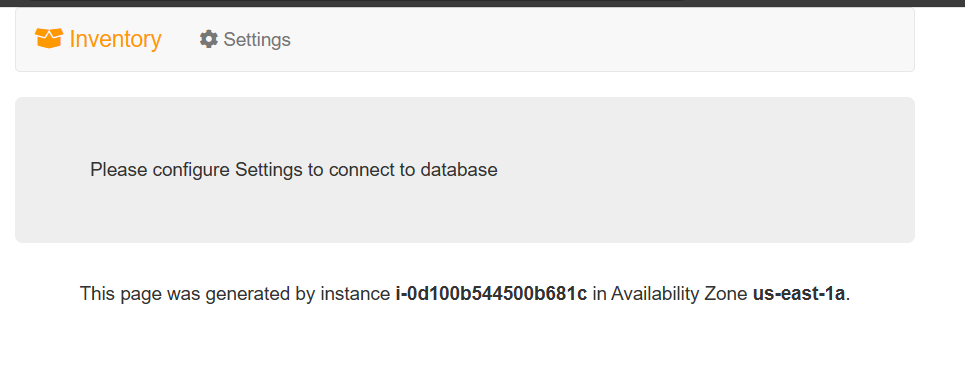 Inventory Settings
Please configure Settings to connect to database
This page was generated by instance i-0d100b544500b681c in Availability Zone us-east-1a.